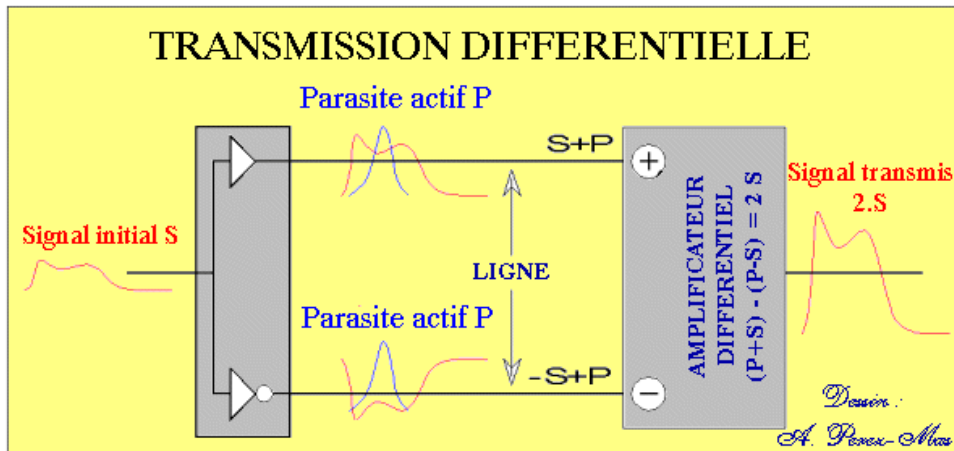 TRANSMISSION DIFFERENTIELLE
Parasite actif P
S+P
+
Signal initial S
LIGNE
AMPLIFICATEUR
DIFFERENTIEL
(P+S) - (P-S) = 2 S
Signal transmis
2.S
Parasite actif P
-S+P
-
Dessin :
A. Perez-Mas